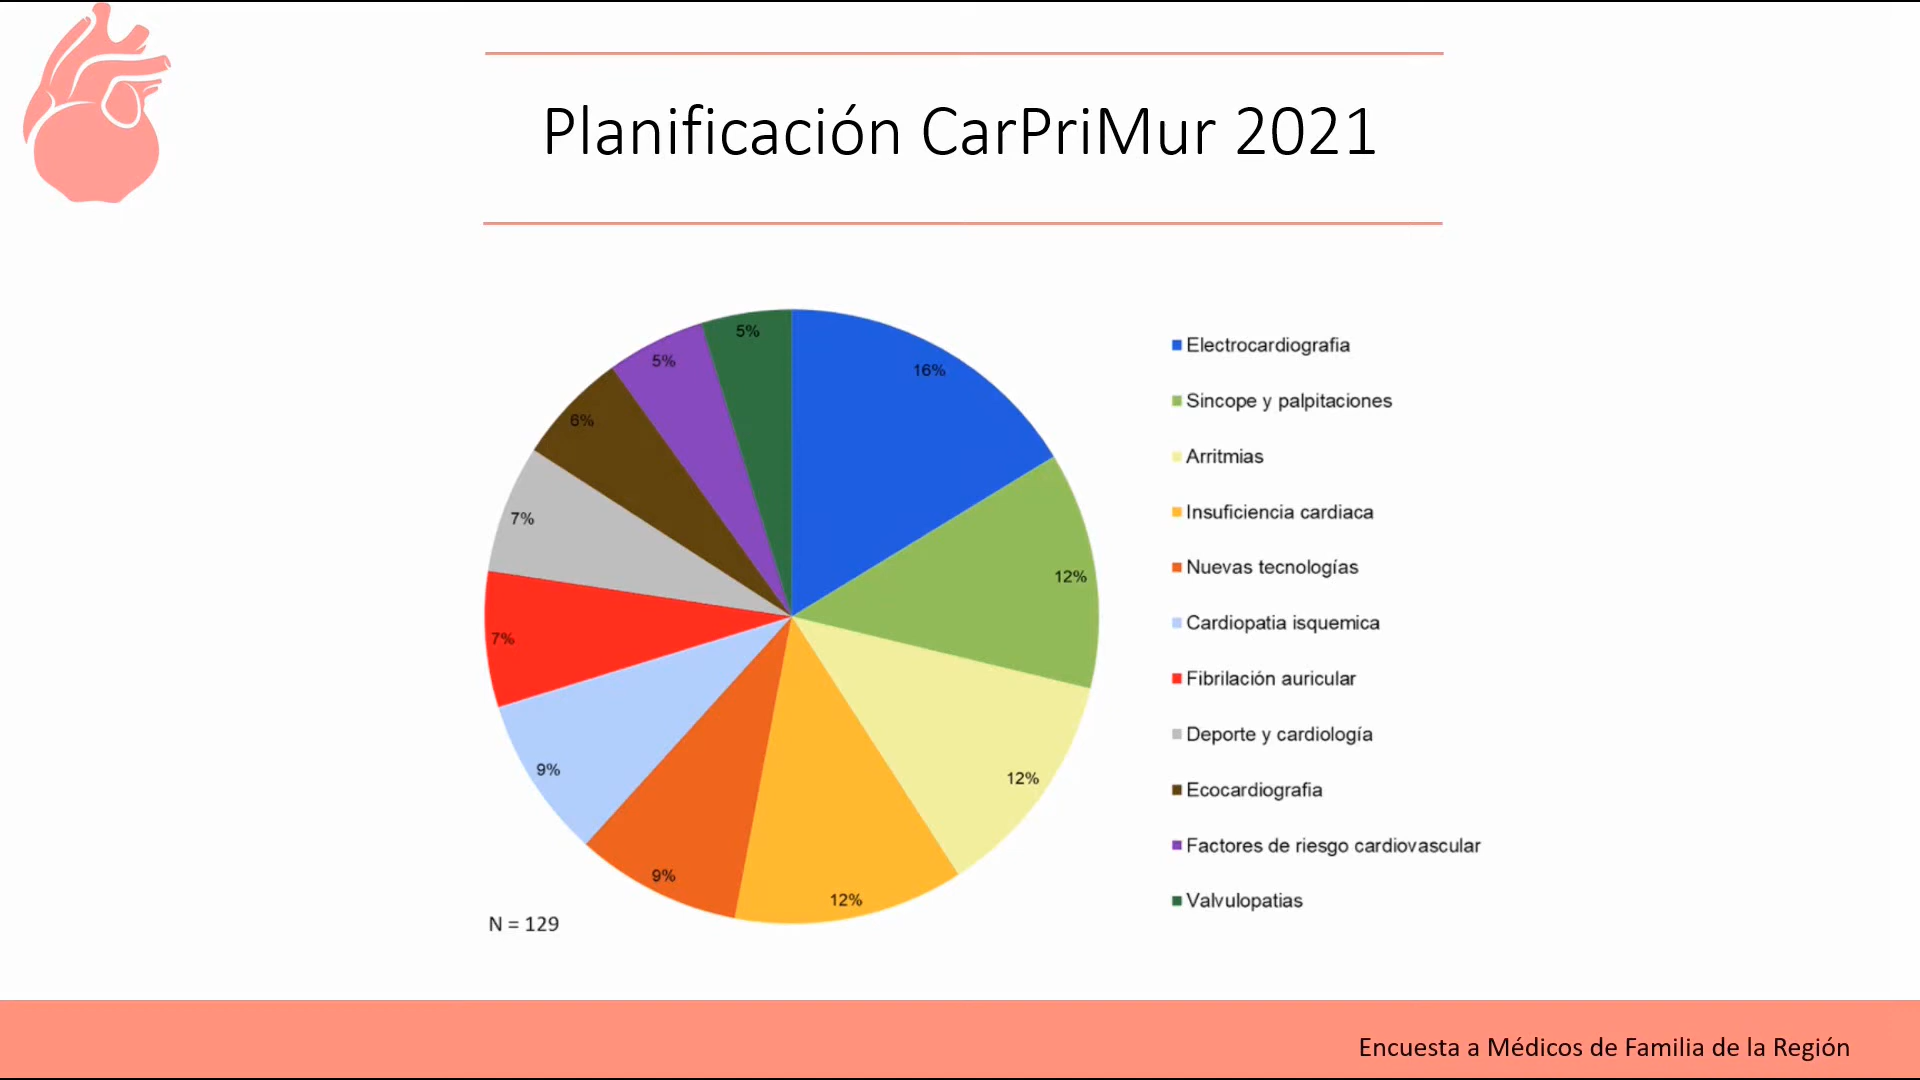 Planificación CarPriMur 2021
5%
5%
16%
6%
7%
12%
7%
9%
12%
9%
12%
N = 129
Electrocardiografia
Sincope y palpitaciones
Arritmias
Insuficiencia cardiaca
Nuevas tecnologías
Cardiopatia isquemica
Fibrilación auricular
Deporte y cardiología
Ecocardiografia
Factores de riesgo cardiovascular
Valvulopatias
Encuesta a Médicos de Familia de la Región